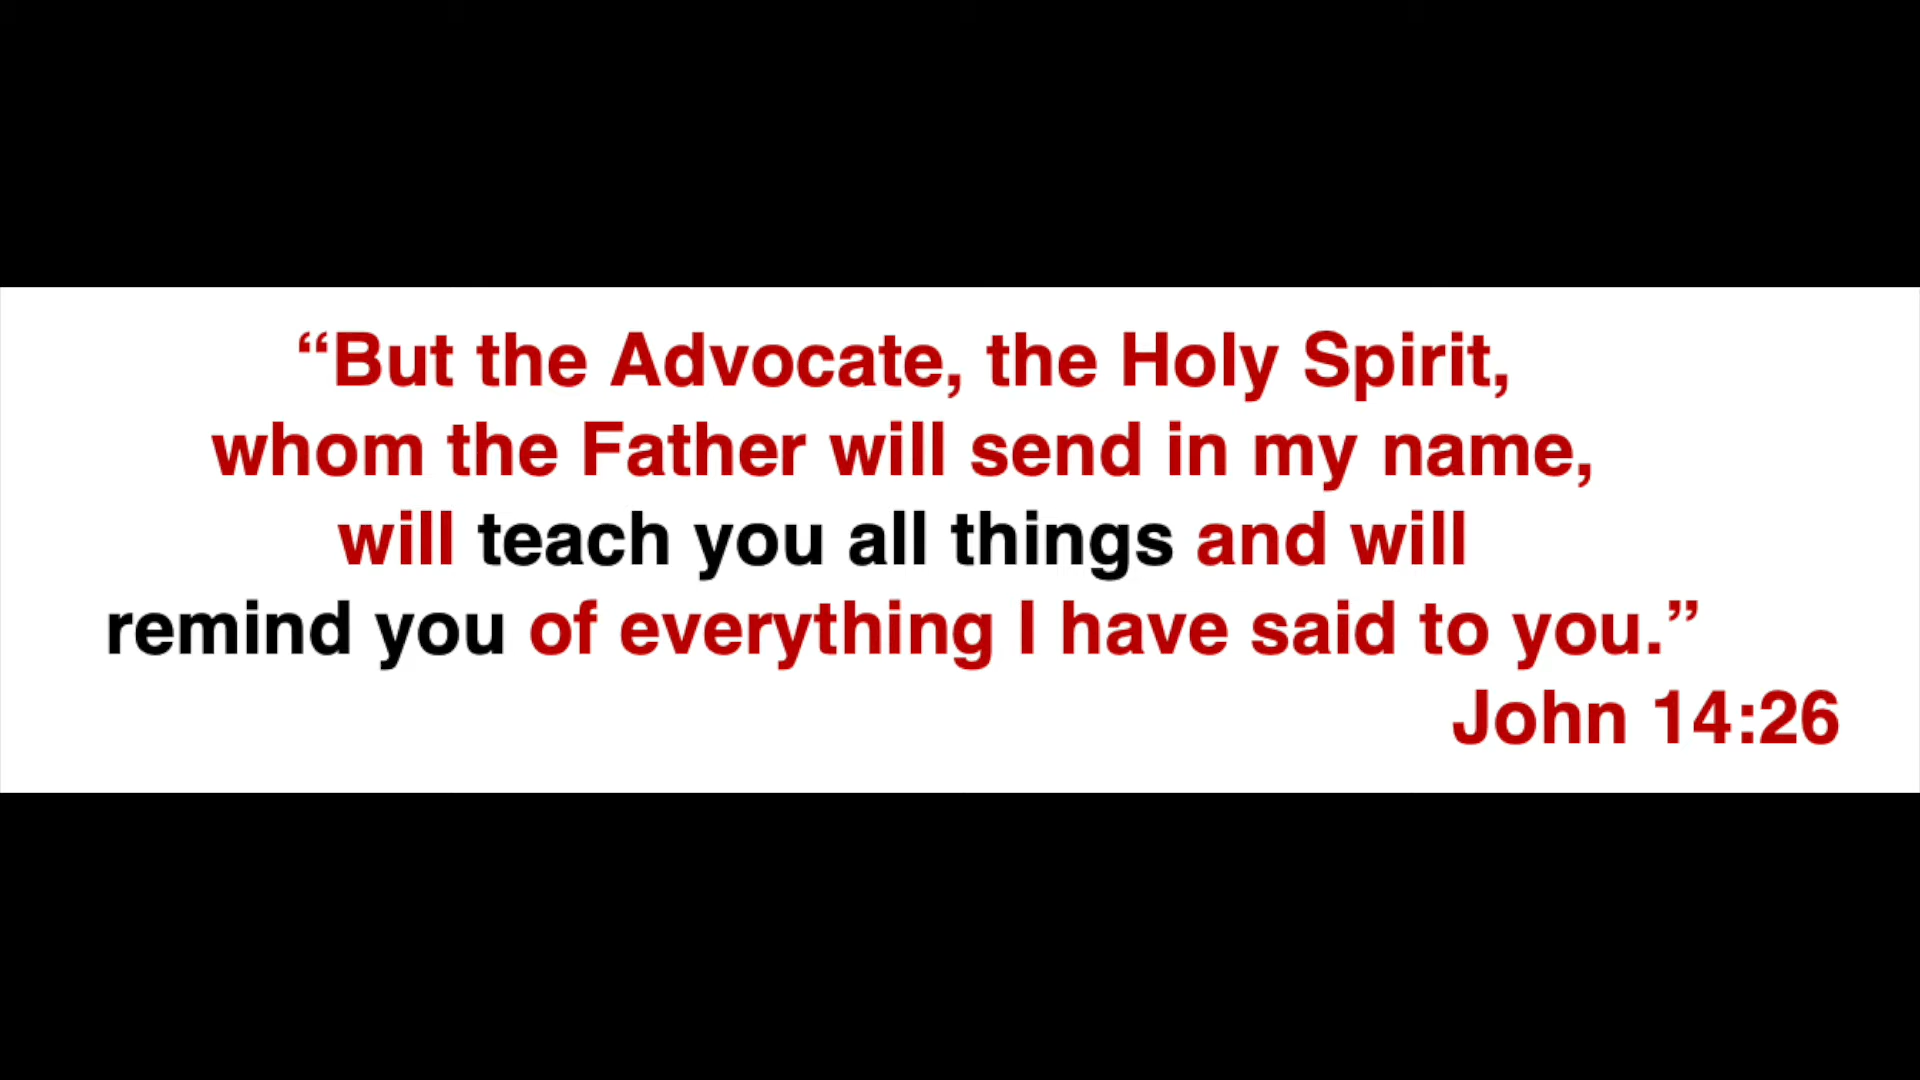 “But the Advocate, the Holy Spirit,
whom the Father will send in my name,
will teach you all things and will
remind you of everything I have said to you.”
John 14:26